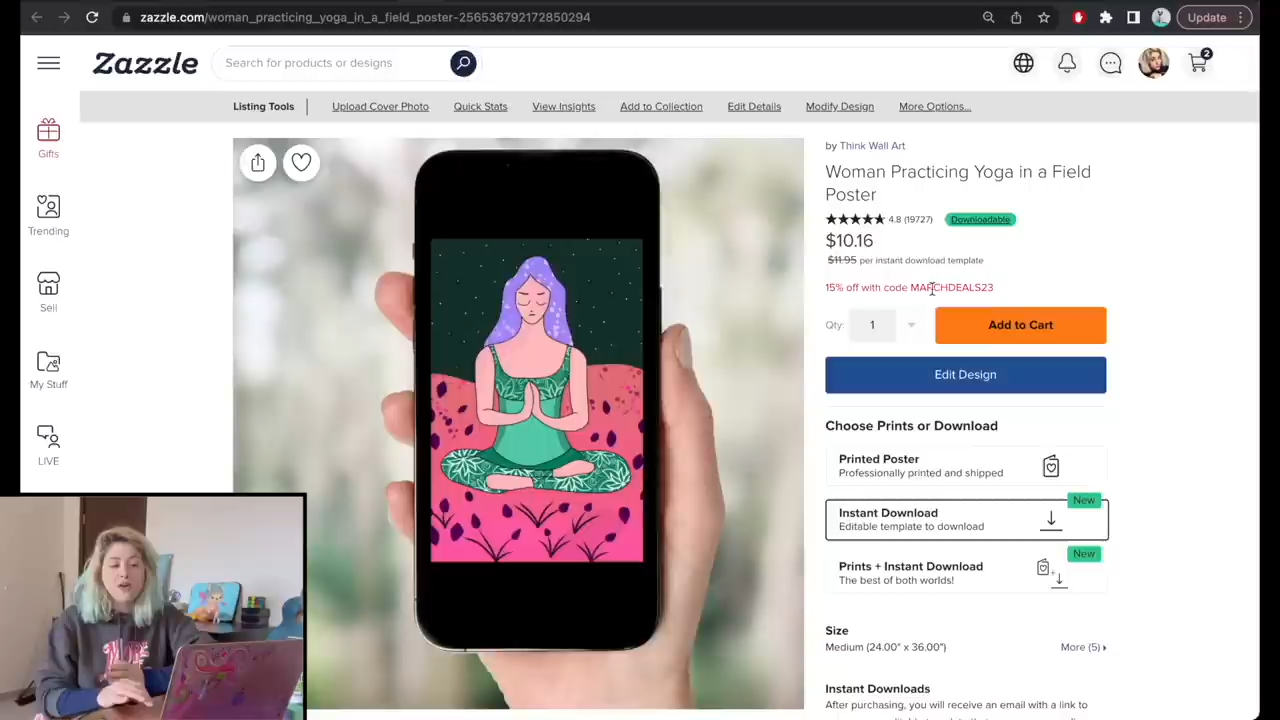 zazzle.com/woman_practicing_yoga_in_a_field_poster-256536792172850294
Update
Zazzle
Search for products or designs
2
Listing Tools
Upload Cover Photo
Quick Stats
View Insights
Add to Collection
Edit Details
Modify Design
More Options...
Gifts
Trending
Sell
My Stuff
LIVE
by Think Wall Art
Woman Practicing Yoga in a Field
Poster
4.8 (19727)
Downloadable
$10.16
$11.95 per instant download template
15% off with code MARCHDEALS23
Qty: 1
Add to Cart
Edit Design
Choose Prints or Download
Printed Poster
Professionally printed and shipped
New
Instant Download
Editable template to download
New
Prints + Instant Download
The best of both worlds!
Size
Medium (24.00" x 36.00")
More (5)
Instant Downloads
After purchasing, you will receive an email with a link to